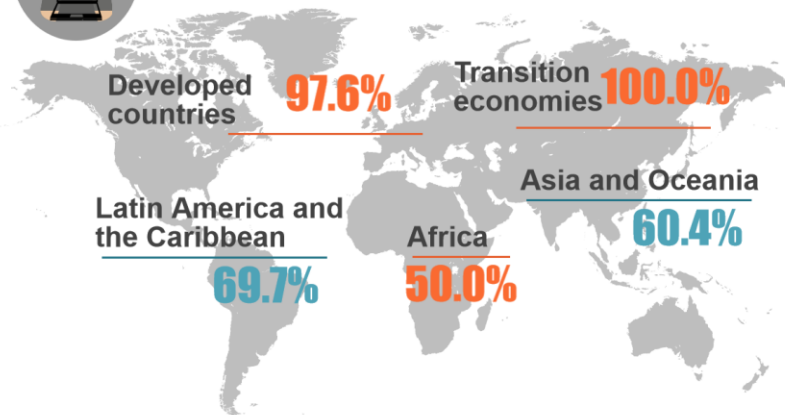 Developed
countries
97.6%
Transition
economies
100.0%
Asia and Oceania
60.4%
Latin America and
the Caribbean
69.7%
Africa
50.0%